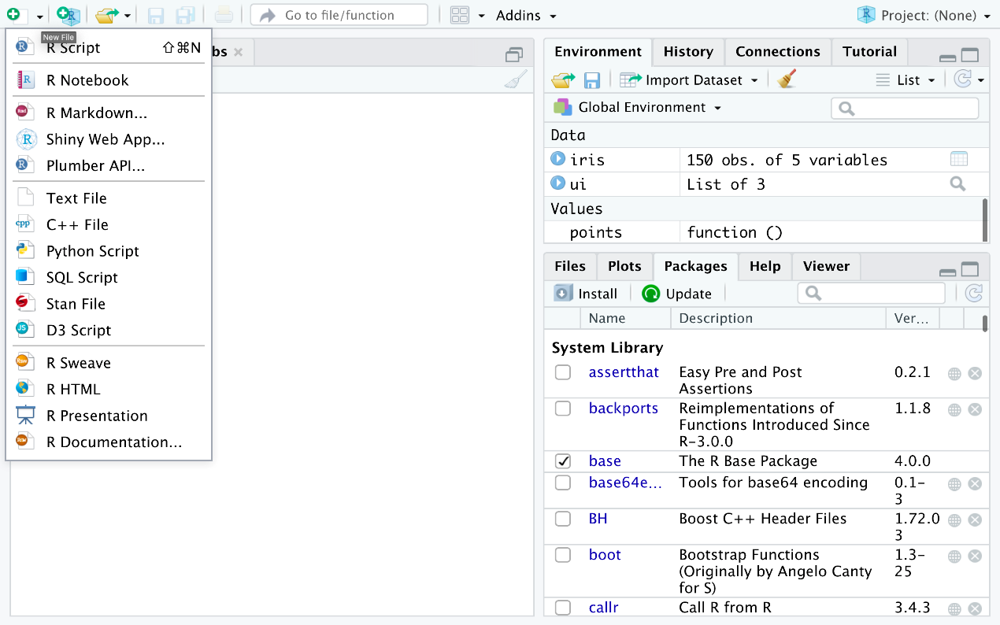 Go to file/function
Addins
Project: (None)
New File
R Script ⇧⌘N
R Notebook
R Markdown...
Shiny Web App...
Plumber API...
Text File
C++ File
Python Script
SQL Script
Stan File
D3 Script
R Sweave
R HTML
R Presentation
R Documentation...
bs
Environment History Connections Tutorial
Import Dataset List
Global Environment
Data
iris 150 obs. of 5 variables
ui List of 3
Values
points function ()
Files Plots Packages Help Viewer
Install Update
Name Description Ver...
System Library
assertthat Easy Pre and Post 0.2.1
Assertions
backports Reimplementations of 1.1.8
Functions Introduced Since
R-3.0.0
base The R Base Package 4.0.0
base64e... Tools for base64 encoding 0.1-
3
BH Boost C++ Header Files 1.72.0
3
boot Bootstrap Functions 1.3-
(Originally by Angelo Canty 25
for S)
callr Call R from R 3.4.3